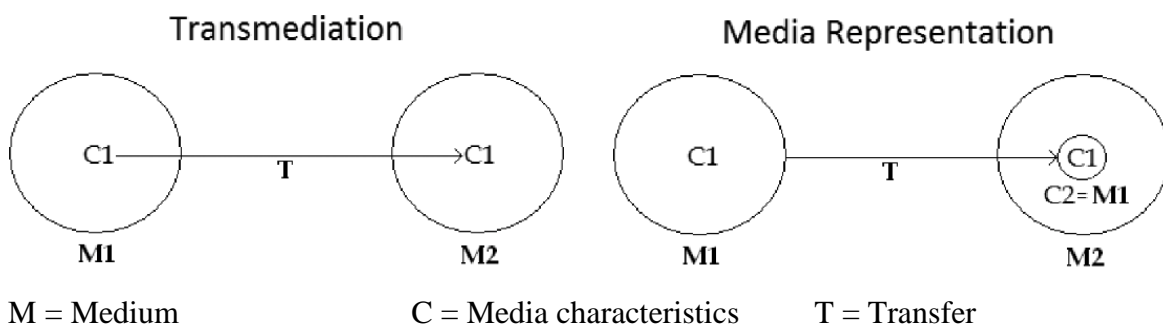 Transmediation
Media Representation
C1
C1
T
M1
M2
C1
C1
T
C2= M1
M1
M2
M = Medium
C = Media characteristics
T = Transfer